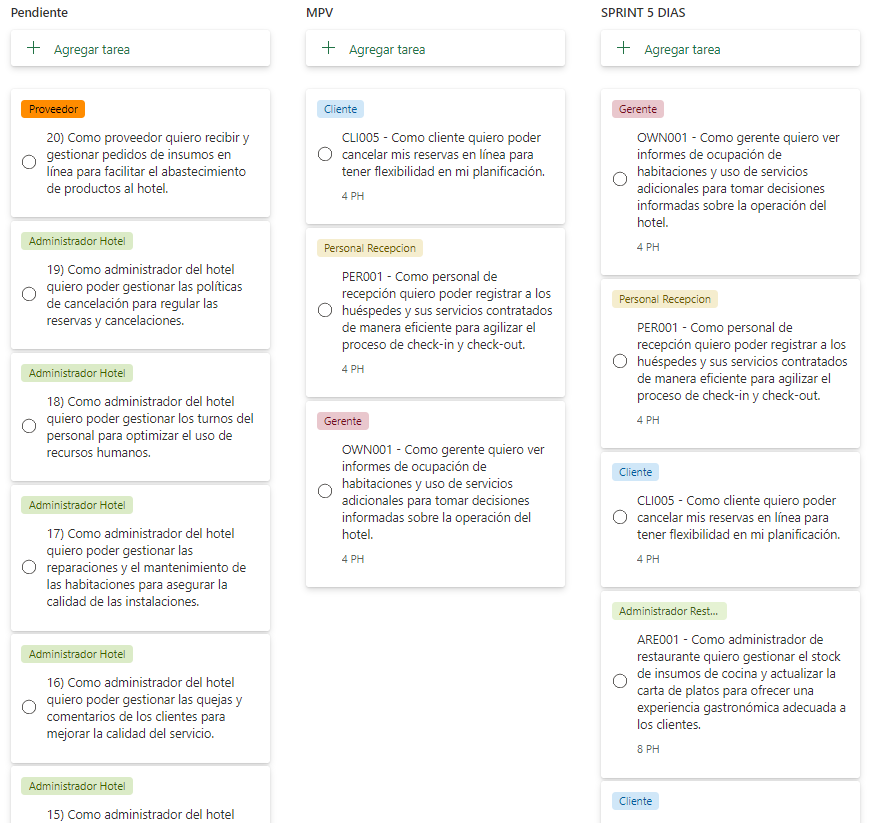 Pendiente
Agregar tarea
Proveedor
20) Como proveedor quiero recibir y
gestionar pedidos de insumos en
línea para facilitar el abastecimiento
de productos al hotel.
Administrador Hotel
19) Como administrador del hotel
quiero poder gestionar las políticas
de cancelación para regular las
reservas y cancelaciones.
Administrador Hotel
18) Como administrador del hotel
quiero poder gestionar los turnos del
personal para optimizar el uso de
recursos humanos.
Administrador Hotel
17) Como administrador del hotel
quiero poder gestionar las
reparaciones y el mantenimiento de
las habitaciones para asegurar la
calidad de las instalaciones.
Administrador Hotel
16) Como administrador del hotel
quiero poder gestionar las quejas y
comentarios de los clientes para
mejorar la calidad del servicio.
Administrador Hotel
15) Como administrador del hotel
MPV
Agregar tarea
Cliente
CLI005 - Como cliente quiero poder
cancelar mis reservas en línea para
tener flexibilidad en mi planificación.
4 PH
Personal Recepcion
PER001 - Como personal de
recepción quiero poder registrar a los
huéspedes y sus servicios contratados
de manera eficiente para agilizar el
proceso de check-in y check-out.
4 PH
Gerente
OWN001 - Como gerente quiero ver
informes de ocupación de
habitaciones y uso de servicios
adicionales para tomar decisiones
informadas sobre la operación del
hotel.
4 PH
SPRINT 5 DIAS
Agregar tarea
Gerente
OWN001 - Como gerente quiero ver
informes de ocupación de
habitaciones y uso de servicios
adicionales para tomar decisiones
informadas sobre la operación del
hotel.
4 PH
Personal Recepcion
PER001 - Como personal de
recepción quiero poder registrar a los
huéspedes y sus servicios contratados
de manera eficiente para agilizar el
proceso de check-in y check-out.
4 PH
Cliente
CLI005 - Como cliente quiero poder
cancelar mis reservas en línea para
tener flexibilidad en mi planificación.
4 PH
Administrador Rest...
ARE001 - Como administrador de
restaurante quiero gestionar el stock
de insumos de cocina y actualizar la
carta de platos para ofrecer una
experiencia gastronómica adecuada a
los clientes.
8 PH
Cliente